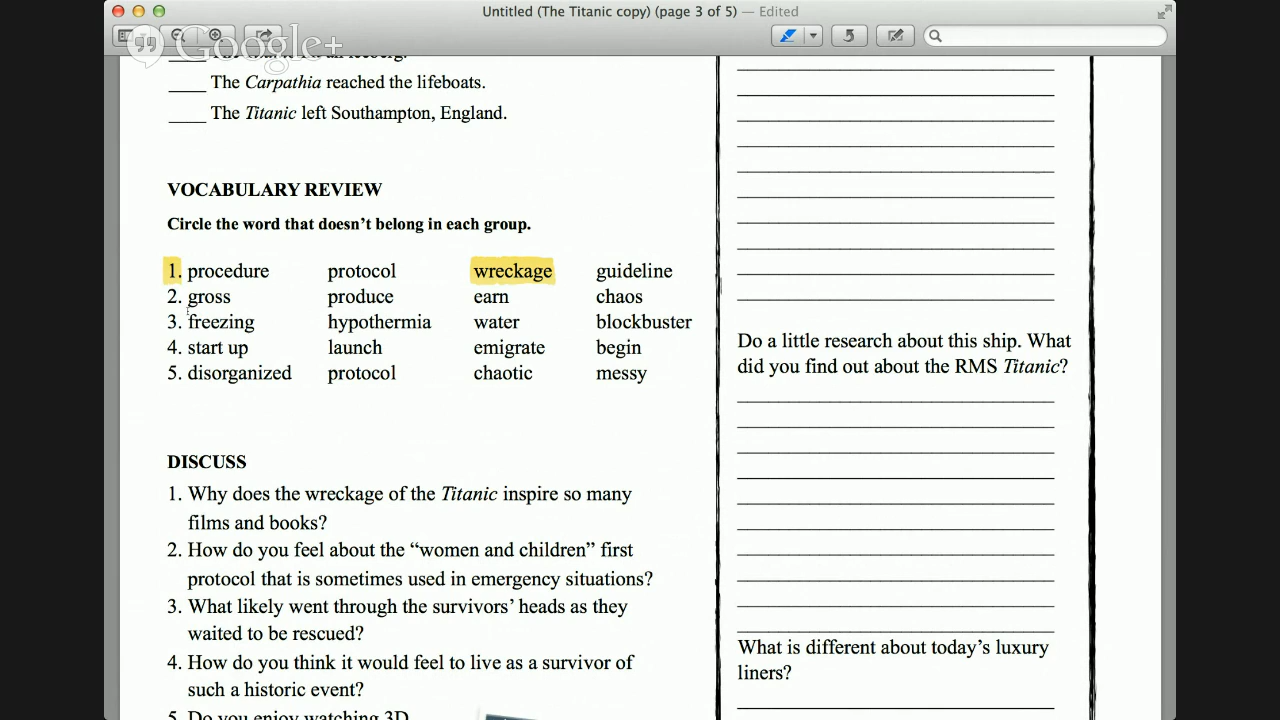 Untitled (The Titanic copy) (page 3 of 5) — Edited
Google+
iceberg.
____ The Carpathia reached the lifeboats.
____ The Titanic left Southampton, England.
VOCABULARY REVIEW
Circle the word that doesn't belong in each group.
1. procedure protocol wreckage guideline
2. gross produce earn chaos
3. freezing hypothermia water blockbuster
4. start up launch emigrate begin
5. disorganized protocol chaotic messy
DISCUSS
1. Why does the wreckage of the Titanic inspire so many
films and books?
2. How do you feel about the “women and children” first
protocol that is sometimes used in emergency situations?
3. What likely went through the survivors’ heads as they
waited to be rescued?
4. How do you think it would feel to live as a survivor of
such a historic event?
5. Do you enjoy watching 3D
Do a little research about this ship. What
did you find out about the RMS Titanic?
What is different about today’s luxury
liners?